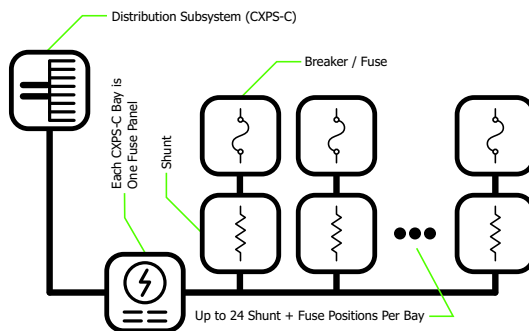 Distribution Subsystem (CXPS-C)
Breaker / Fuse
Each CXPS-C Bay is
One Fuse Panel
Shunt
Up to 24 Shunt + Fuse Positions Per Bay